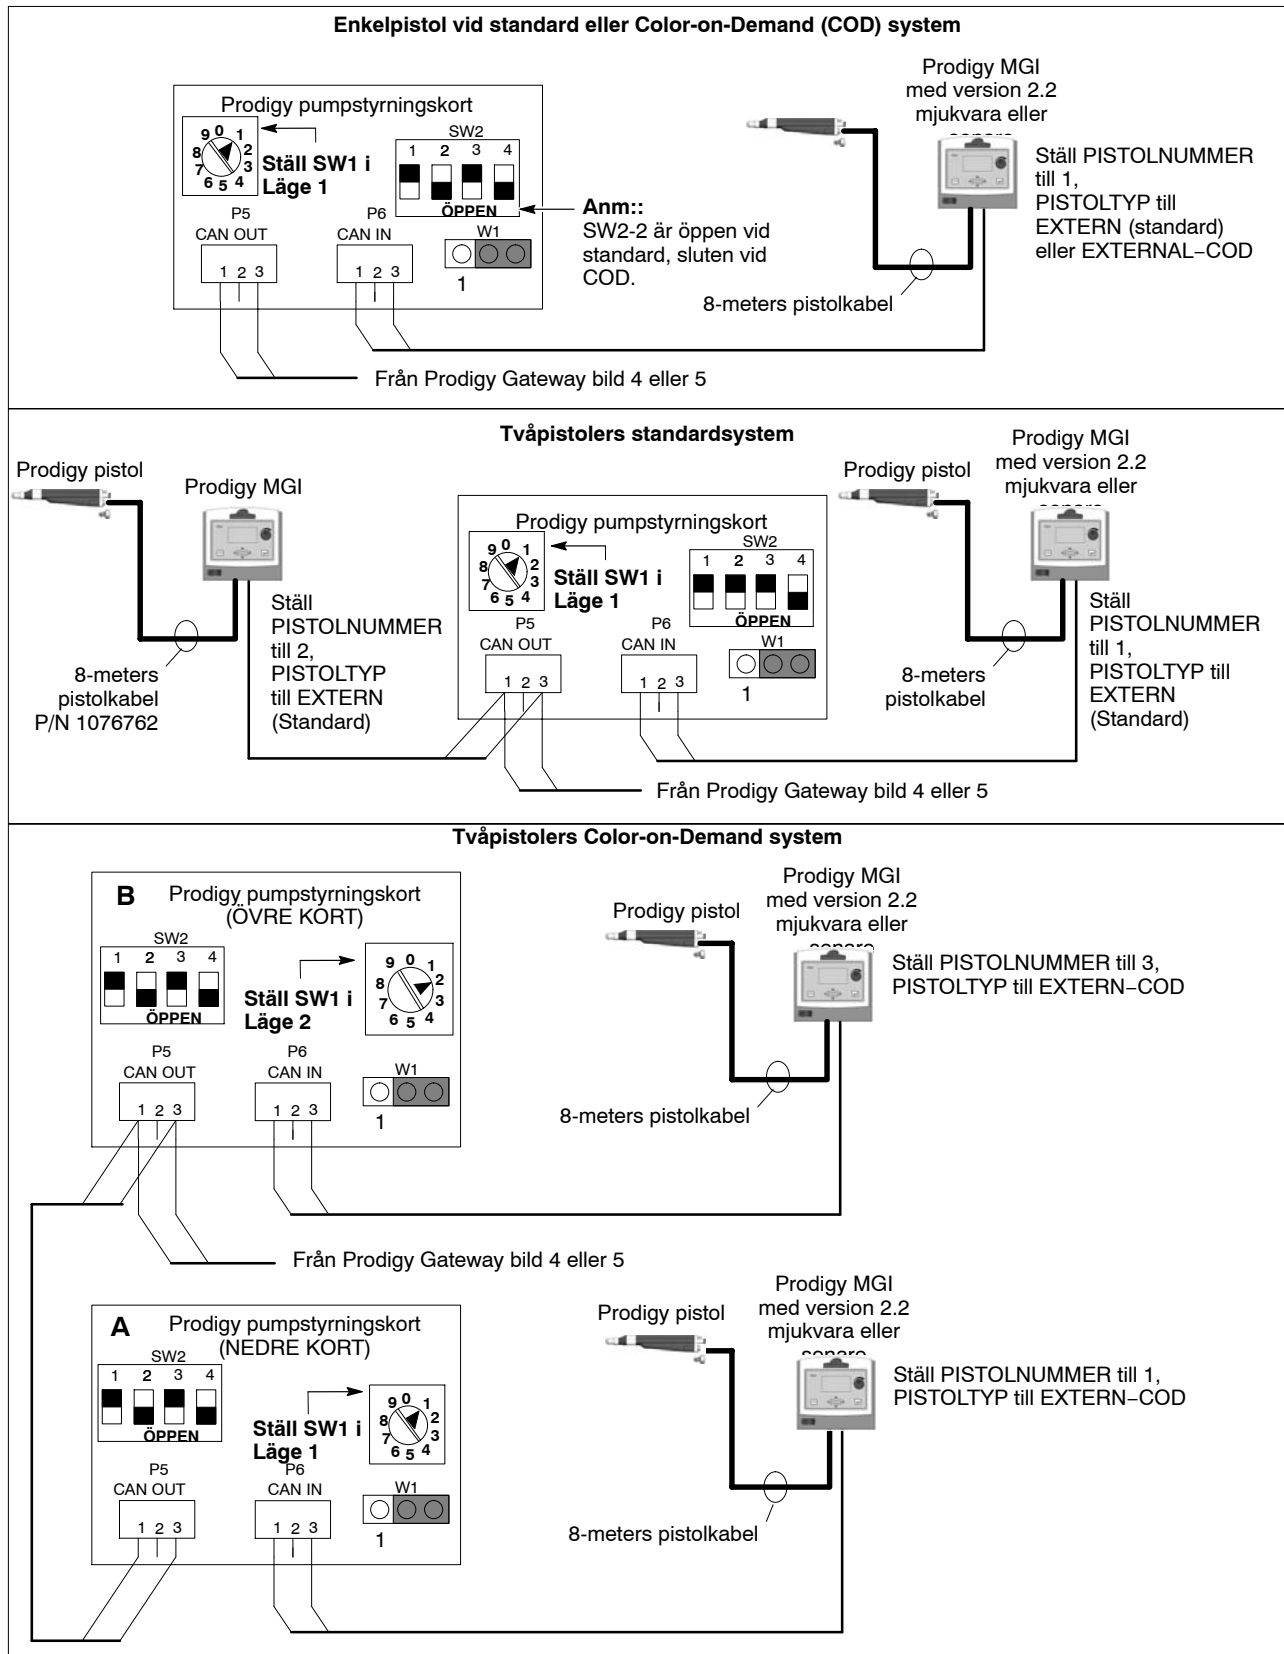 Enkelpistol vid standard eller Color-on-Demand (COD) system
Prodigy pumpstyrningskort
9 0 1 2 3 4 5 6 7 8
Ställ SW1 i
Läge 1
SW2
1 2 3 4
ÖPPEN
P5
CAN OUT
1 2 3
P6
CAN IN
1 2 3
W1
1
Anm::
SW2-2 är öppen vid
standard, sluten vid
COD.
Prodigy MGI
med version 2.2
mjukvara eller
senare
Ställ PISTOLNUMMER
till 1,
PISTOLTYP till
EXTERN (standard)
eller EXTERNAL–COD
8-meters pistolkabel
Från Prodigy Gateway bild 4 eller 5
Tvåpistolers standardsystem
Prodigy pistol
Prodigy MGI
Ställ
PISTOLNUMMER
till 2,
PISTOLTYP
till EXTERN
(Standard)
8-meters
pistolkabel
P/N 1076762
Prodigy pumpstyrningskort
9 0 1 2 3 4 5 6 7 8
Ställ SW1 i
Läge 1
SW2
1 2 3 4
ÖPPEN
P5
CAN OUT
1 2 3
P6
CAN IN
1 2 3
W1
1
Prodigy pistol
Prodigy MGI
med version 2.2
mjukvara eller
senare
Ställ
PISTOLNUMMER
till 1,
PISTOLTYP till
EXTERN
(Standard)
8-meters
pistolkabel
Från Prodigy Gateway bild 4 eller 5
Tvåpistolers Color-on-Demand system
B
Prodigy pumpstyrningskort
(ÖVRE KORT)
SW2
1 2 3 4
ÖPPEN
Ställ SW1 i
Läge 2
9 0 1 2 3 4 5 6 7 8
P5
CAN OUT
1 2 3
P6
CAN IN
1 2 3
W1
1
Prodigy pistol
Prodigy MGI
med version 2.2
mjukvara eller
senare
Ställ PISTOLNUMMER till 3,
PISTOLTYP till EXTERN–COD
8-meters pistolkabel
Från Prodigy Gateway bild 4 eller 5
A
Prodigy pumpstyrningskort
(NEDRE KORT)
SW2
1 2 3 4
ÖPPEN
Ställ SW1 i
Läge 1
9 0 1 2 3 4 5 6 7 8
P5
CAN OUT
1 2 3
P6
CAN IN
1 2 3
W1
1
Prodigy pistol
Prodigy MGI
med version 2.2
mjukvara eller
senare
Ställ PISTOLNUMMER till 1,
PISTOLTYP till EXTERN–COD
8-meters pistolkabel